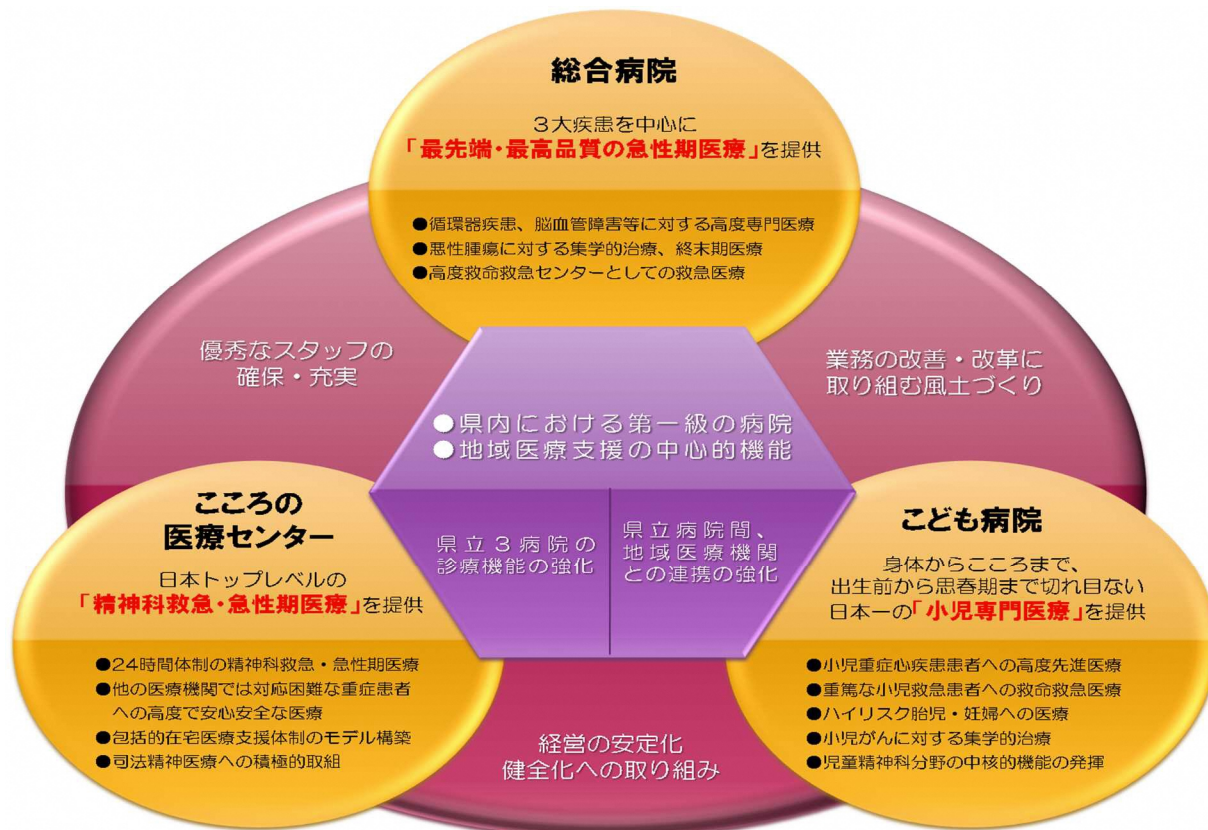 総合病院
3大疾患を中心に
「最先端・最高品質の急性期医療」を提供
●循環器疾患、脳血管障害等に対する高度専門医療
●悪性腫瘍に対する集学的治療、終末期医療
●高度救命救急センターとしての救急医療
優秀なスタッフの
確保・充実
業務の改善・改革に
取り組む風土づくり
●県内における第一級の病院
●地域医療支援の中心的機能
県立3病院の
診療機能の強化
県立病院間、
地域医療機関
との連携の強化
こころの
医療センター
日本トップレベルの
「精神科救急・急性期医療」を提供
●24時間体制の精神科救急・急性期医療
●他の医療機関では対応困難な重症患者
への高度で安心安全な医療
●包括的在宅医療支援体制のモデル構築
●司法精神医療への積極的取組
こども病院
身体からこころまで、
出生前から思春期まで切れ目ない
日本一の「小児専門医療」を提供
●小児重症心疾患患者への高度先進医療
●重篤な小児救急患者への救命救急医療
●ハイリスク胎児・妊婦への医療
●小児がんに対する集学的治療
●児童精神科分野の中核的機能の発揮
経営の安定化
健全化への取り組み